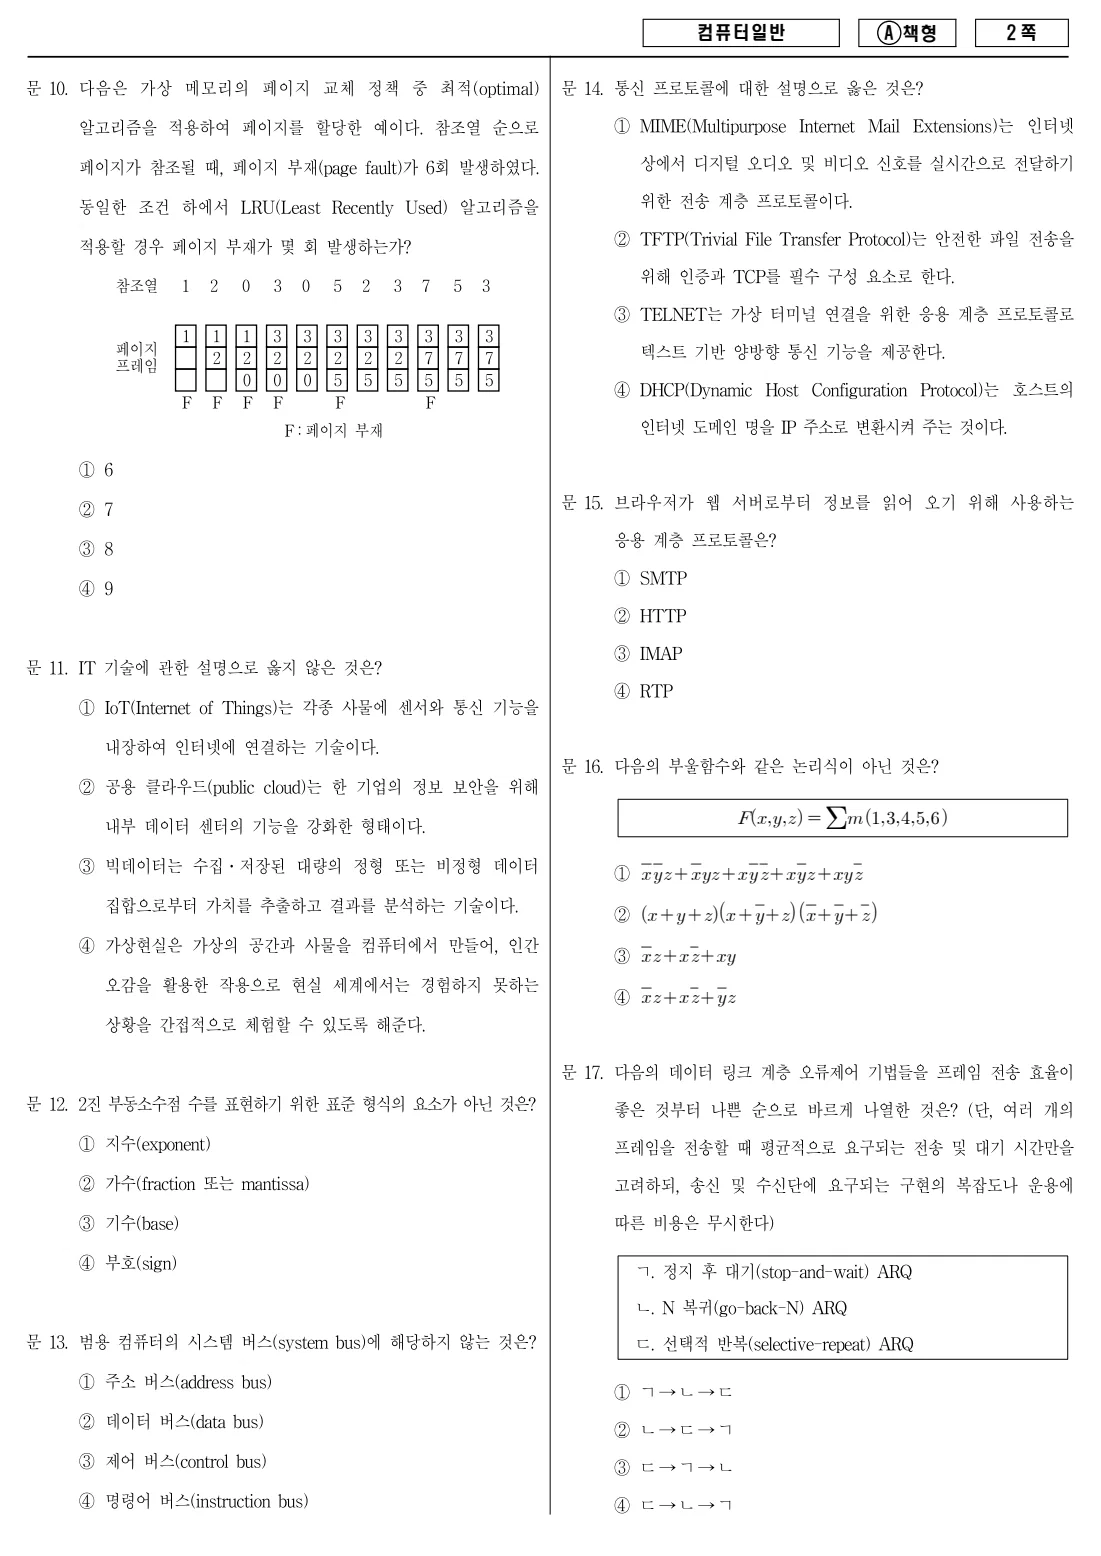 컴퓨터일반
Ⓐ책형
2쪽
문 10. 다음은 가상 메모리의 페이지 교체 정책 중 최적(optimal)
알고리즘을 적용하여 페이지를 할당한 예이다. 참조열 순으로
페이지가 참조될 때, 페이지 부재(page fault)가 6회 발생하였다.
동일한 조건 하에서 LRU(Least Recently Used) 알고리즘을
적용할 경우 페이지 부재가 몇 회 발생하는가?
참조열 1 2 0 3 0 5 2 3 7 5 3
1 1 1 3 3 3 3 3 3 3 3
페이지
프레임
2 2 2 2 2 2 2 7 7 7
0 0 0 5 5 5 5 5 5
F F F F F F
F : 페이지 부재
① 6
② 7
③ 8
④ 9
문 11. IT 기술에 관한 설명으로 옳지 않은 것은?
① IoT(Internet of Things)는 각종 사물에 센서와 통신 기능을
내장하여 인터넷에 연결하는 기술이다.
② 공용 클라우드(public cloud)는 한 기업의 정보 보안을 위해
내부 데이터 센터의 기능을 강화한 형태이다.
③ 빅데이터는 수집・저장된 대량의 정형 또는 비정형 데이터
집합으로부터 가치를 추출하고 결과를 분석하는 기술이다.
④ 가상현실은 가상의 공간과 사물을 컴퓨터에서 만들어, 인간
오감을 활용한 작용으로 현실 세계에서는 경험하지 못하는
상황을 간접적으로 체험할 수 있도록 해준다.
문 12. 2진 부동소수점 수를 표현하기 위한 표준 형식의 요소가 아닌 것은?
① 지수(exponent)
② 가수(fraction 또는 mantissa)
③ 기수(base)
④ 부호(sign)
문 13. 범용 컴퓨터의 시스템 버스(system bus)에 해당하지 않는 것은?
① 주소 버스(address bus)
② 데이터 버스(data bus)
③ 제어 버스(control bus)
④ 명령어 버스(instruction bus)
문 14. 통신 프로토콜에 대한 설명으로 옳은 것은?
① MIME(Multipurpose Internet Mail Extensions)는 인터넷
상에서 디지털 오디오 및 비디오 신호를 실시간으로 전달하기
위한 전송 계층 프로토콜이다.
② TFTP(Trivial File Transfer Protocol)는 안전한 파일 전송을
위해 인증과 TCP를 필수 구성 요소로 한다.
③ TELNET는 가상 터미널 연결을 위한 응용 계층 프로토콜로
텍스트 기반 양방향 통신 기능을 제공한다.
④ DHCP(Dynamic Host Configuration Protocol)는 호스트의
인터넷 도메인 명을 IP 주소로 변환시켜 주는 것이다.
문 15. 브라우저가 웹 서버로부터 정보를 읽어 오기 위해 사용하는
응용 계층 프로토콜은?
① SMTP
② HTTP
③ IMAP
④ RTP
문 16. 다음의 부울함수와 같은 논리식이 아닌 것은?
F(x,y,z) = ∑m(1,3,4,5,6)
① x̅y̅z+x̅yz+xy̅z̅+xy̅z+xyz̅
② (x+y+z)(x+y̅+z)(x̅+y̅+z̅)
③ x̅z+xz̅+xy
④ x̅z+xz̅+y̅z
문 17. 다음의 데이터 링크 계층 오류제어 기법들을 프레임 전송 효율이
좋은 것부터 나쁜 순으로 바르게 나열한 것은? (단, 여러 개의
프레임을 전송할 때 평균적으로 요구되는 전송 및 대기 시간만을
고려하되, 송신 및 수신단에 요구되는 구현의 복잡도나 운용에
따른 비용은 무시한다)
ㄱ. 정지 후 대기(stop-and-wait) ARQ
ㄴ. N 복귀(go-back-N) ARQ
ㄷ. 선택적 반복(selective-repeat) ARQ
① ㄱ→ㄴ→ㄷ
② ㄴ→ㄷ→ㄱ
③ ㄷ→ㄱ→ㄴ
④ ㄷ→ㄴ→ㄱ